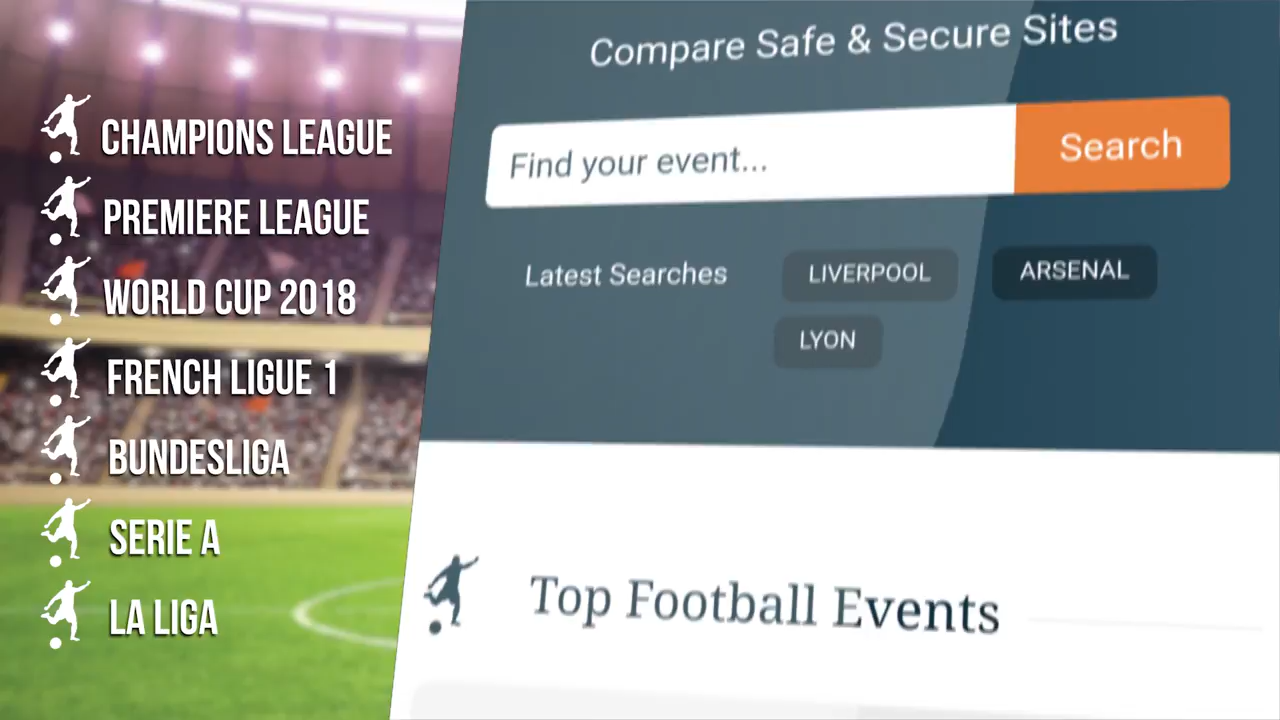 CHAMPIONS LEAGUE
PREMIERE LEAGUE
WORLD CUP 2018
FRENCH LIGUE 1
BUNDESLIGA
SERIE A
LA LIGA
Compare Safe & Secure Sites
Find your event...
Search
Latest Searches
LIVERPOOL
ARSENAL
LYON
Top Football Events